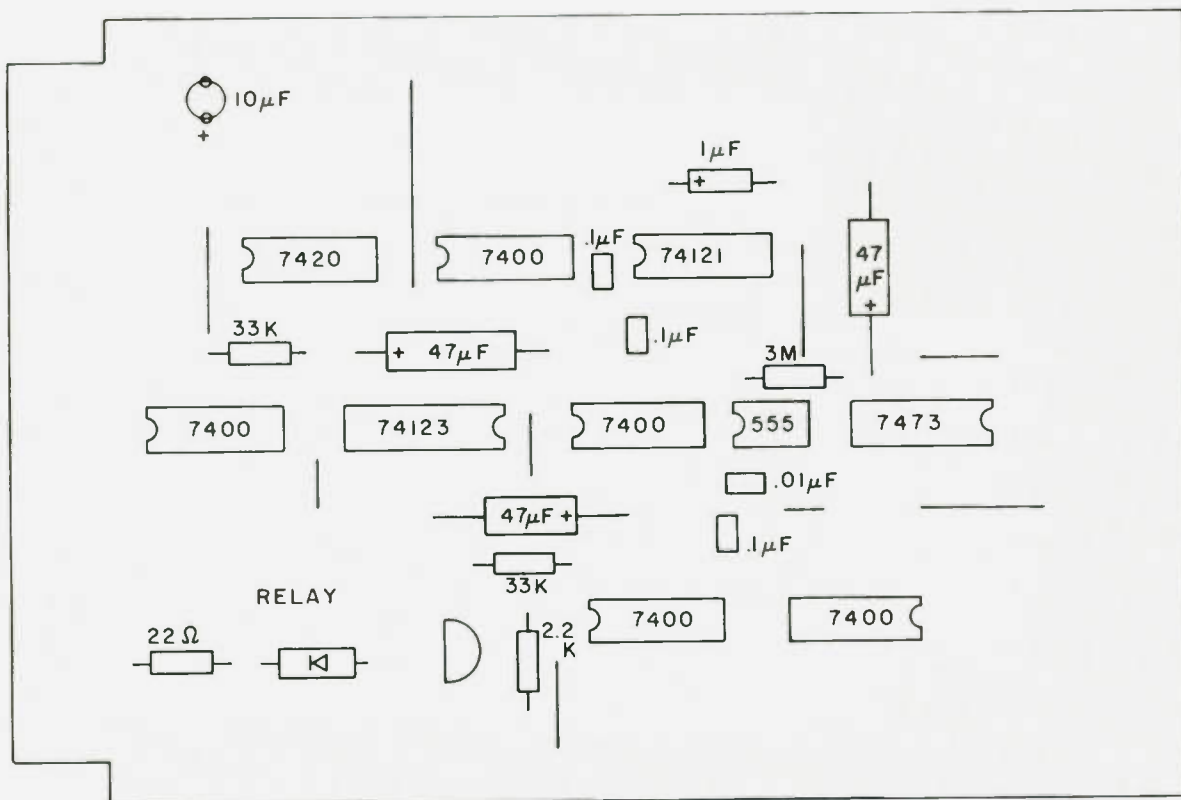 10µF
+
1µF
+
.1µF
7420
7400
74121
47
µF
+
33K
+ 47µF
.1µF
3M
7400
74123
7400
555
7473
.01µF
47µF +
.1µF
33K
RELAY
7400
7400
22Ω
2.2
K